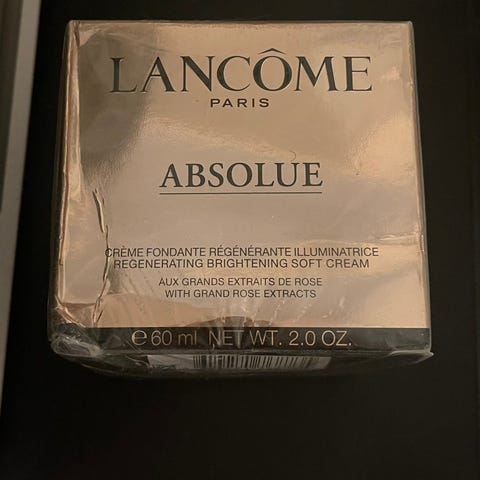 LANCÔME
PARIS
ABSOLUE
CRÈME FONDANTE RÉGÉNÉRANTE ILLUMINATRICE
REGENERATING BRIGHTENING SOFT CREAM
AUX GRANDS EXTRAITS DE ROSE
WITH GRAND ROSE EXTRACTS
℮ 60 ml NET WT. 2.0 OZ.